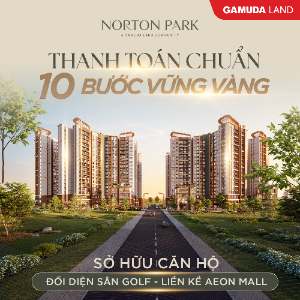 GAMUDA LAND
NORTON PARK
THANH TOÁN CHUẨN
10 BƯỚC VỮNG VÀNG
SỞ HỮU CĂN HỘ
ĐỐI DIỆN SÂN GOLF - LIỀN KỀ AEON MALL